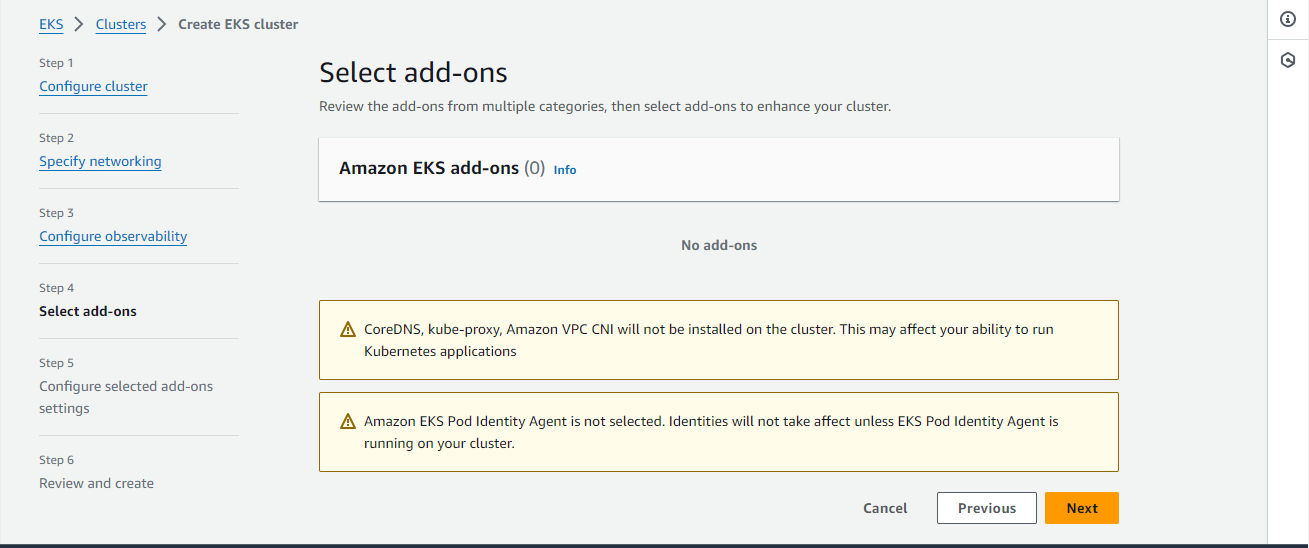 EKS > Clusters > Create EKS cluster
Step 1
Configure cluster
Step 2
Specify networking
Step 3
Configure observability
Step 4
Select add-ons
Step 5
Configure selected add-ons
settings
Step 6
Review and create
Select add-ons
Review the add-ons from multiple categories, then select add-ons to enhance your cluster.
Amazon EKS add-ons (0) Info
No add-ons
CoreDNS, kube-proxy, Amazon VPC CNI will not be installed on the cluster. This may affect your ability to run
Kubernetes applications
Amazon EKS Pod Identity Agent is not selected. Identities will not take affect unless EKS Pod Identity Agent is
running on your cluster.
Cancel Previous Next